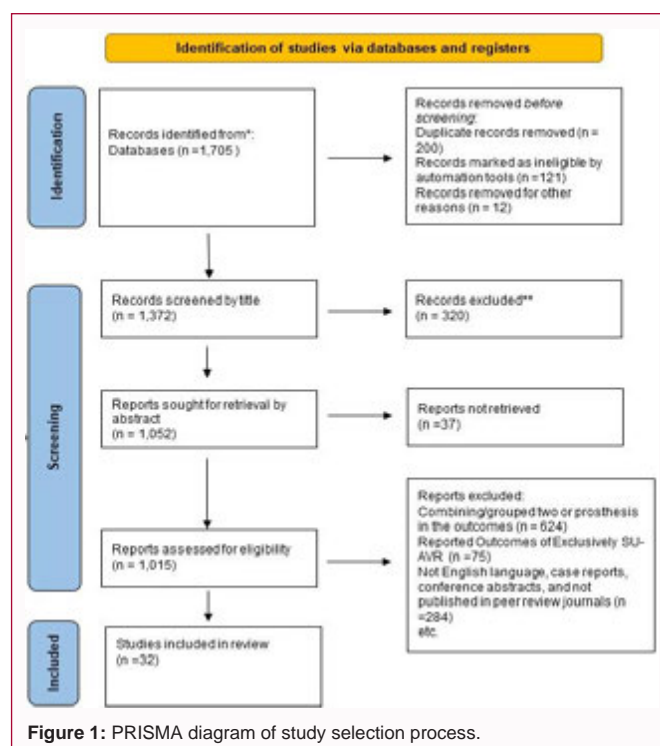 Identification of studies via databases and registers
Identification
Records identified from*:
Databases (n =1,705 )
Records removed before
screening:
Duplicate records removed (n =
200)
Records marked as ineligible by
automation tools (n =121)
Records removed for other
reasons (n = 12)
Screening
Records screened by title
(n = 1,372)
Records excluded**
(n = 320)
Reports sought for retrieval by
abstract
(n = 1,052)
Reports not retrieved
(n =37)
Reports assessed for eligibility
(n = 1,015)
Reports excluded:
Combining/grouped two or prosthesis
in the outcomes (n = 624)
Reported Outcomes of Exclusively SU-
AVR (n =75)
Not English language, case reports,
conference abstracts, and not
published in peer review journals (n
=284)
etc.
Included
Studies included in review
(n =32)
Figure 1: PRISMA diagram of study selection process.